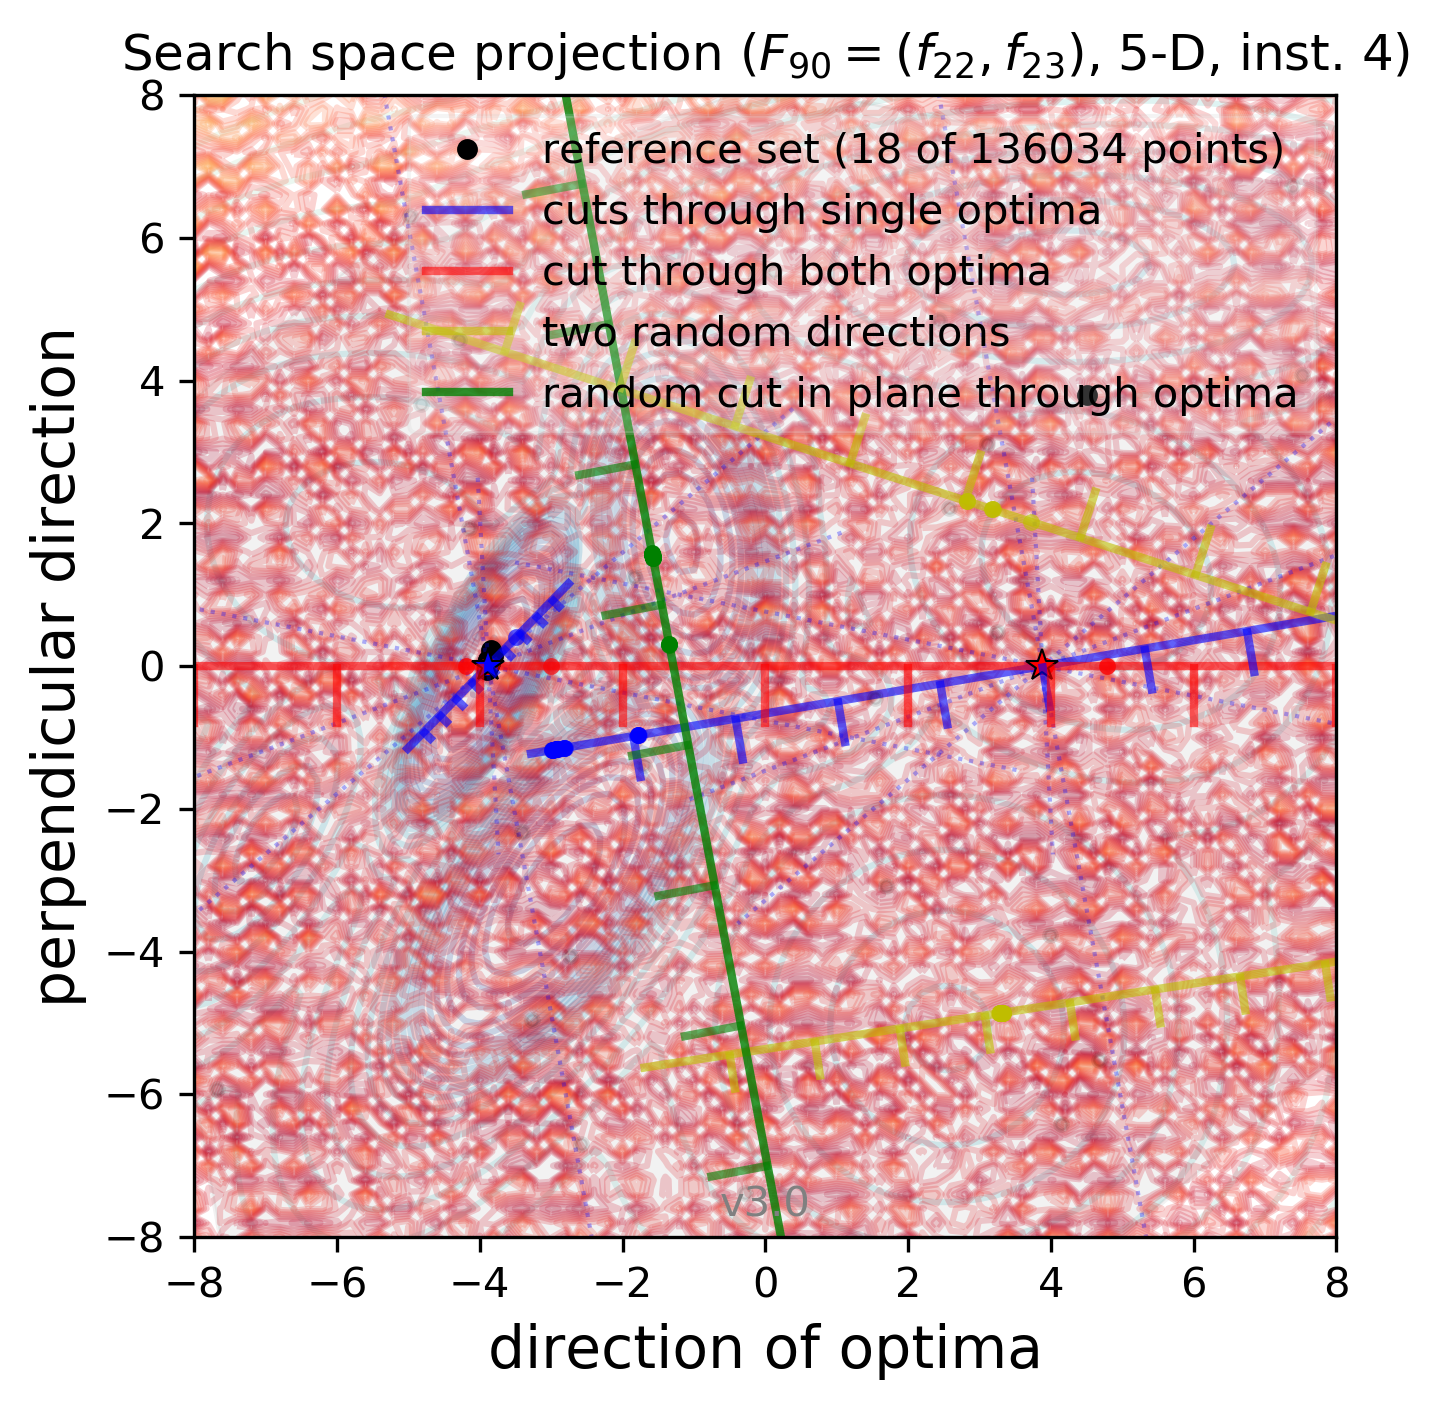 Search space projection (F90 = (f22, f23), 5-D, inst. 4)
8
6
4
2
0
−2
−4
−6
−8
perpendicular direction
reference set (18 of 136034 points)
cuts through single optima
cut through both optima
two random directions
random cut in plane through optima
v3.0
−8 −6 −4 −2 0 2 4 6 8
direction of optima